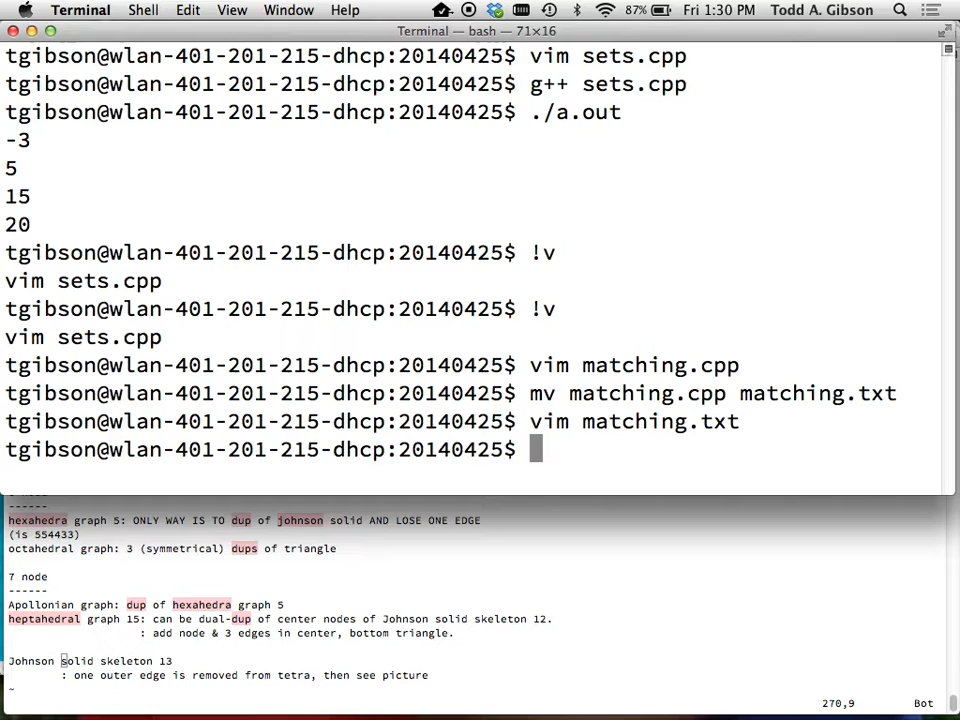 Terminal Shell Edit View Window Help 87% Fri 1:30 PM Todd A. Gibson
Terminal — bash — 71×16
tgibson@wlan-401-201-215-dhcp:20140425$ vim sets.cpp
tgibson@wlan-401-201-215-dhcp:20140425$ g++ sets.cpp
tgibson@wlan-401-201-215-dhcp:20140425$ ./a.out
-3
5
15
20
tgibson@wlan-401-201-215-dhcp:20140425$ !v
vim sets.cpp
tgibson@wlan-401-201-215-dhcp:20140425$ !v
vim sets.cpp
tgibson@wlan-401-201-215-dhcp:20140425$ vim matching.cpp
tgibson@wlan-401-201-215-dhcp:20140425$ mv matching.cpp matching.txt
tgibson@wlan-401-201-215-dhcp:20140425$ vim matching.txt
tgibson@wlan-401-201-215-dhcp:20140425$
------
hexahedra graph 5: ONLY WAY IS TO dup of johnson solid AND LOSE ONE EDGE
(is 554433)
octahedral graph: 3 (symmetrical) dups of triangle
7 node
------
Apollonian graph: dup of hexahedra graph 5
heptahedral graph 15: can be dual-dup of center nodes of Johnson solid skeleton 12.
: add node & 3 edges in center, bottom triangle.
Johnson solid skeleton 13
: one outer edge is removed from tetra, then see picture
~
270,9 Bot